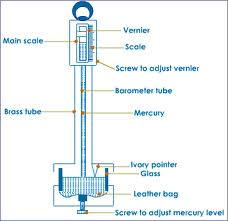 Vernier
Main scale
Scale
Screw to adjust vernier
Barometer tube
Brass tube
Mercury
Ivory pointer
Glass
Leather bag
Screw to adjust mercury level